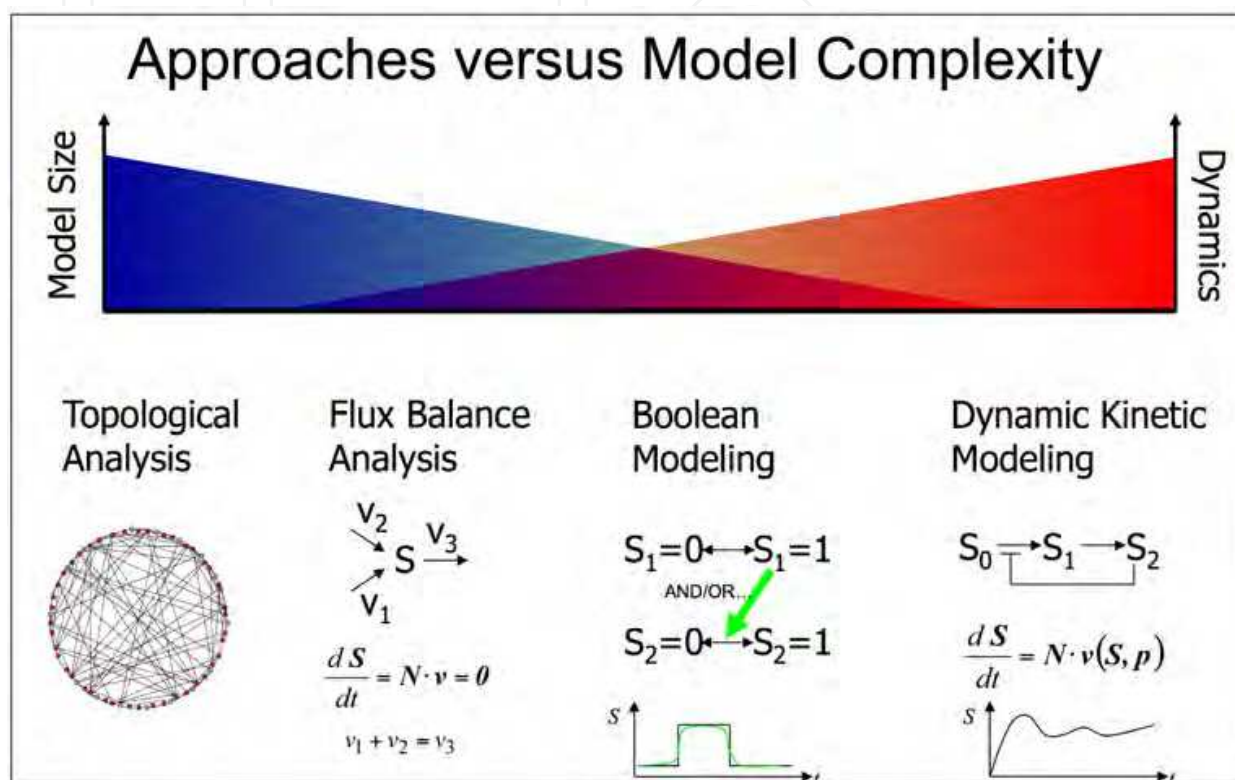 Approaches versus Model Complexity
Model Size
Dynamics
Topological
Analysis
Flux Balance
Analysis
v₂
v₃
S
v₁
dS/dt = N · v = 0
v₁ + v₂ = v₃
Boolean
Modeling
S₁=0 ↔ S₁=1
AND/OR...
S₂=0 ↔ S₂=1
S
t
Dynamic Kinetic
Modeling
S₀ → S₁ → S₂
dS/dt = N · v(S, p)
S